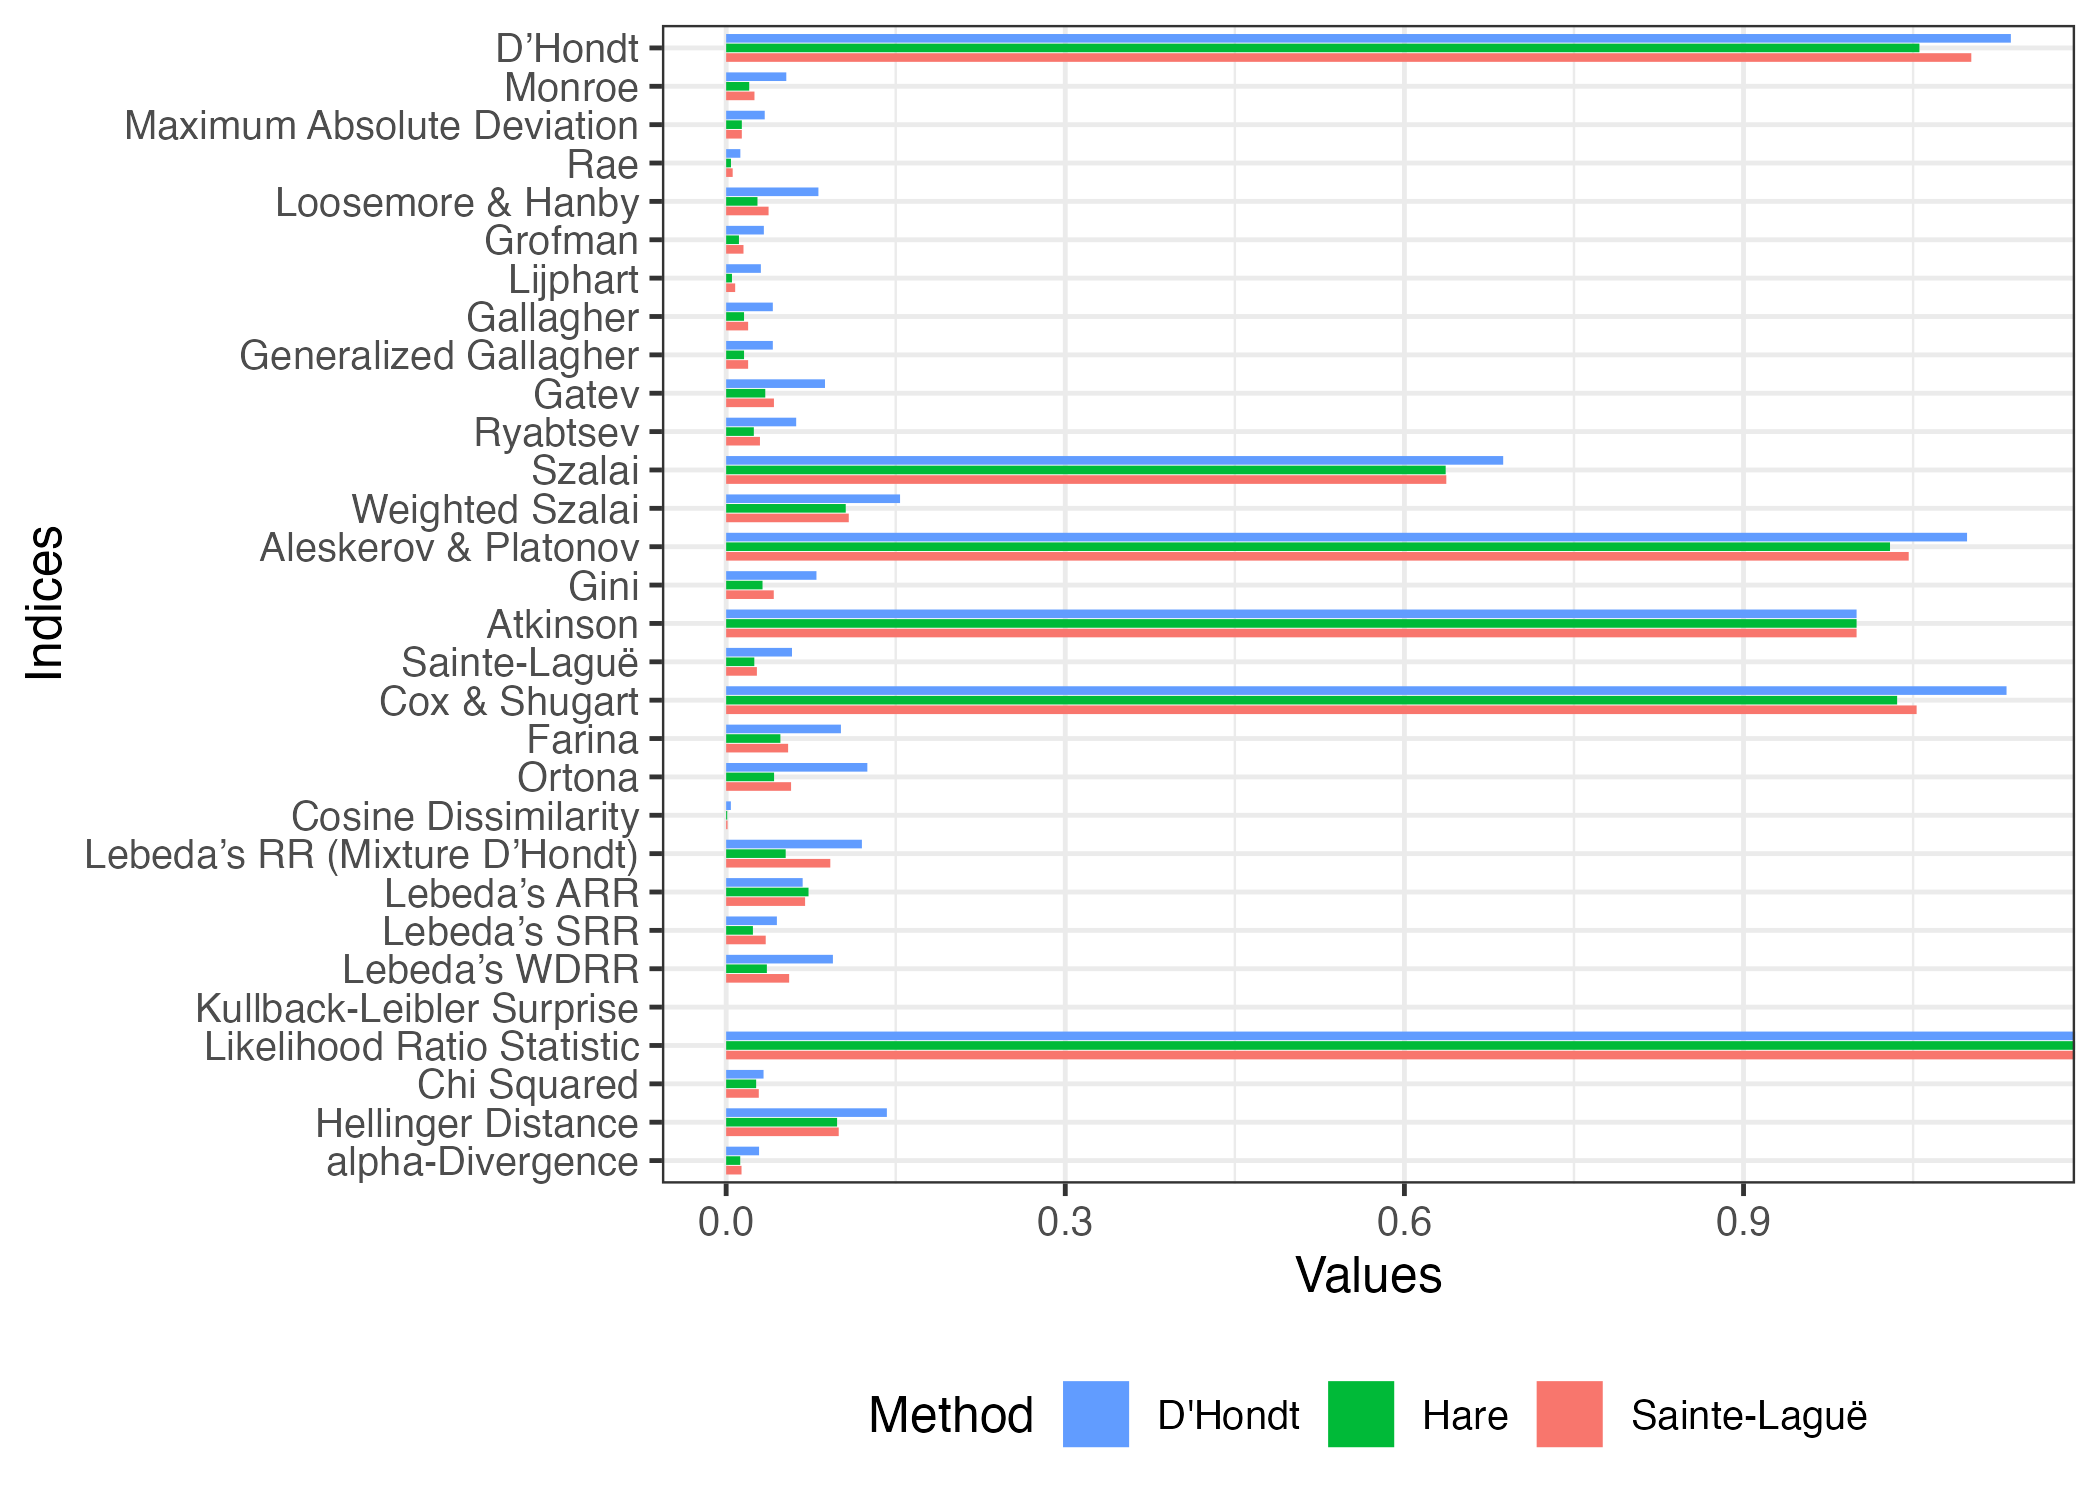 D’Hondt
Monroe
Maximum Absolute Deviation
Rae
Loosemore & Hanby
Grofman
Lijphart
Gallagher
Generalized Gallagher
Gatev
Ryabtsev
Szalai
Weighted Szalai
Aleskerov & Platonov
Gini
Atkinson
Sainte-Laguë
Cox & Shugart
Farina
Ortona
Cosine Dissimilarity
Lebeda’s RR (Mixture D’Hondt)
Lebeda’s ARR
Lebeda’s SRR
Lebeda’s WDRR
Kullback-Leibler Surprise
Likelihood Ratio Statistic
Chi Squared
Hellinger Distance
alpha-Divergence
Indices
0.0 0.3 0.6 0.9
Values
Method D'Hondt Hare Sainte-Laguë